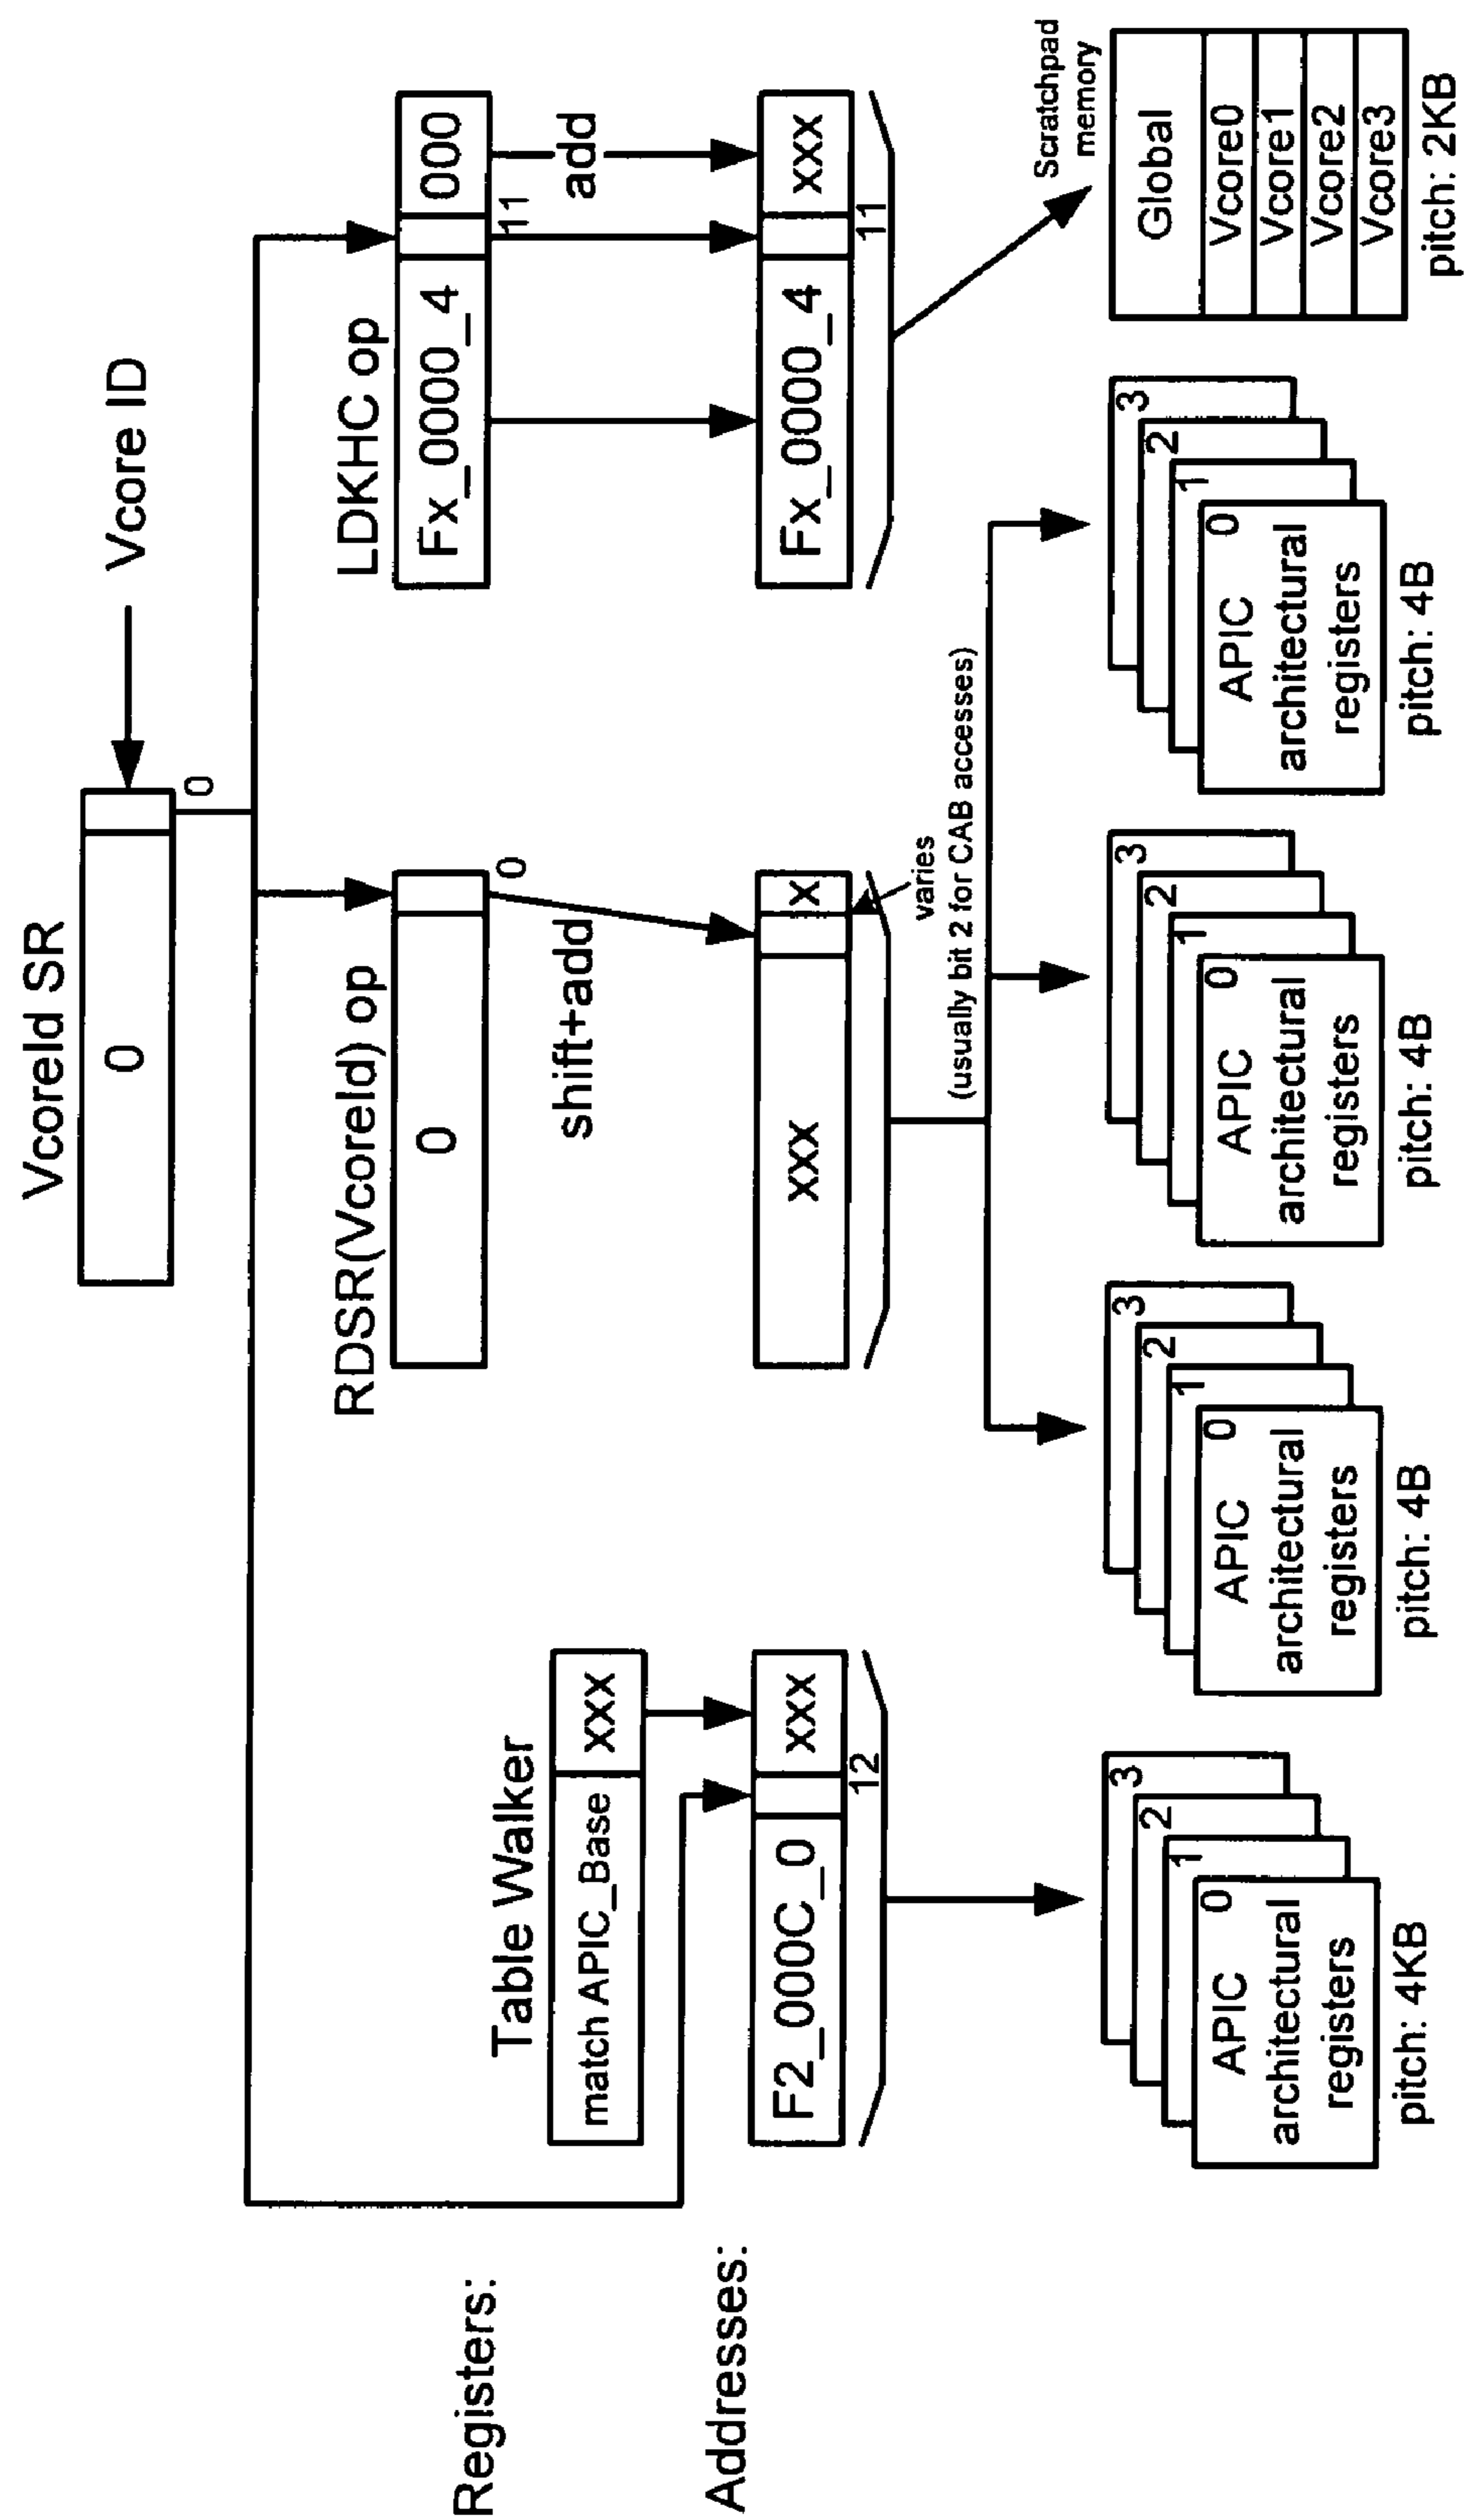 VcoreId SR
0
Vcore ID
0
Registers:
Table Walker
match APIC_Base
xxx
RDSR(VcoreId) op
0
0
shift+add
LDKHC op
Fx_0000_4
000
11
add
Addresses:
F2_000C_0
xxx
12
xxx
x
varies
(usually bit 2 for CAB accesses)
Fx_0000_4
xxx
11
Scratchpad
memory
3
2
1
0
APIC
architectural
registers
pitch: 4KB
3
2
1
0
APIC
architectural
registers
pitch: 4B
3
2
1
0
APIC
architectural
registers
pitch: 4B
3
2
1
0
APIC
architectural
registers
pitch: 4B
Global
Vcore0
Vcore1
Vcore2
Vcore3
pitch: 2KB